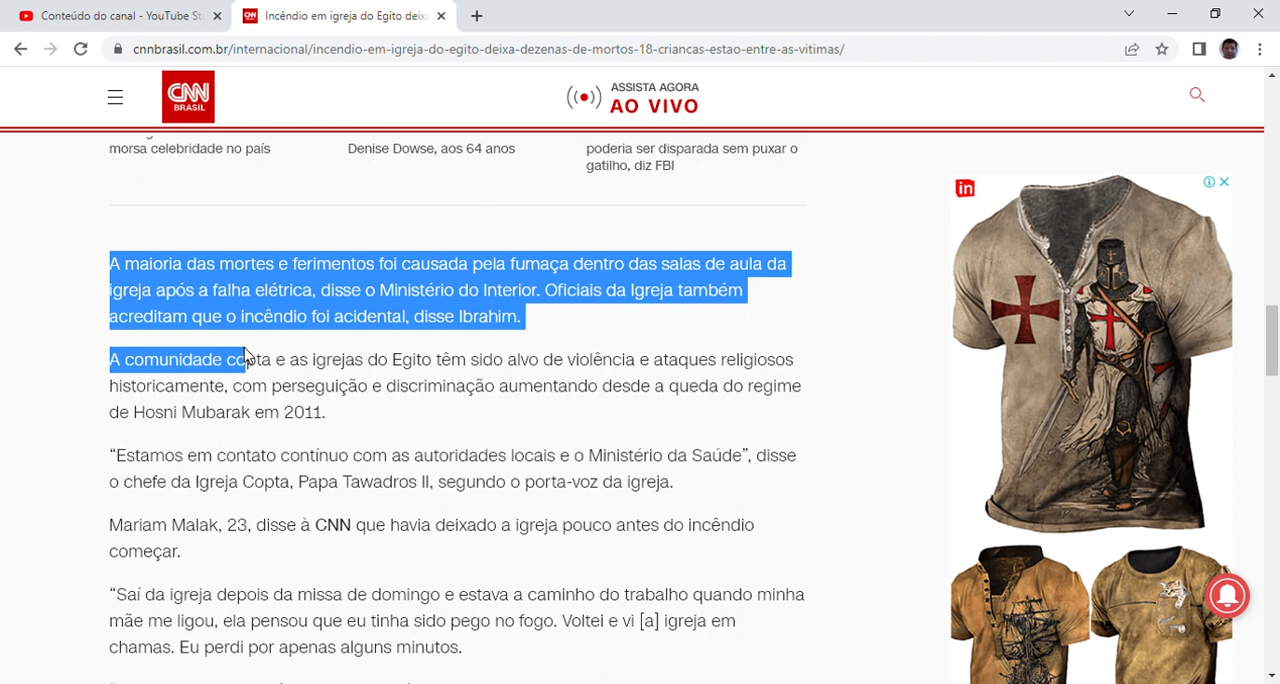 Conteúdo do canal - YouTube St
Incêndio em igreja do Egito deixa
cnnbrasil.com.br/internacional/incendio-em-igreja-do-egito-deixa-dezenas-de-mortos-18-criancas-estao-entre-as-vitimas/
CNN
BRASIL
ASSISTA AGORA
AO VIVO
morsa celebridade no país
Denise Dowse, aos 64 anos
poderia ser disparada sem puxar o
gatilho, diz FBI
in
A maioria das mortes e ferimentos foi causada pela fumaça dentro das salas de aula da
igreja após a falha elétrica, disse o Ministério do Interior. Oficiais da Igreja também
acreditam que o incêndio foi acidental, disse Ibrahim.
A comunidade copta e as igrejas do Egito têm sido alvo de violência e ataques religiosos
historicamente, com perseguição e discriminação aumentando desde a queda do regime
de Hosni Mubarak em 2011.
“Estamos em contato contínuo com as autoridades locais e o Ministério da Saúde”, disse
o chefe da Igreja Copta, Papa Tawadros II, segundo o porta-voz da igreja.
Mariam Malak, 23, disse à CNN que havia deixado a igreja pouco antes do incêndio
começar.
“Saí da igreja depois da missa de domingo e estava a caminho do trabalho quando minha
mãe me ligou, ela pensou que eu tinha sido pego no fogo. Voltei e vi [a] igreja em
chamas. Eu perdi por apenas alguns minutos.